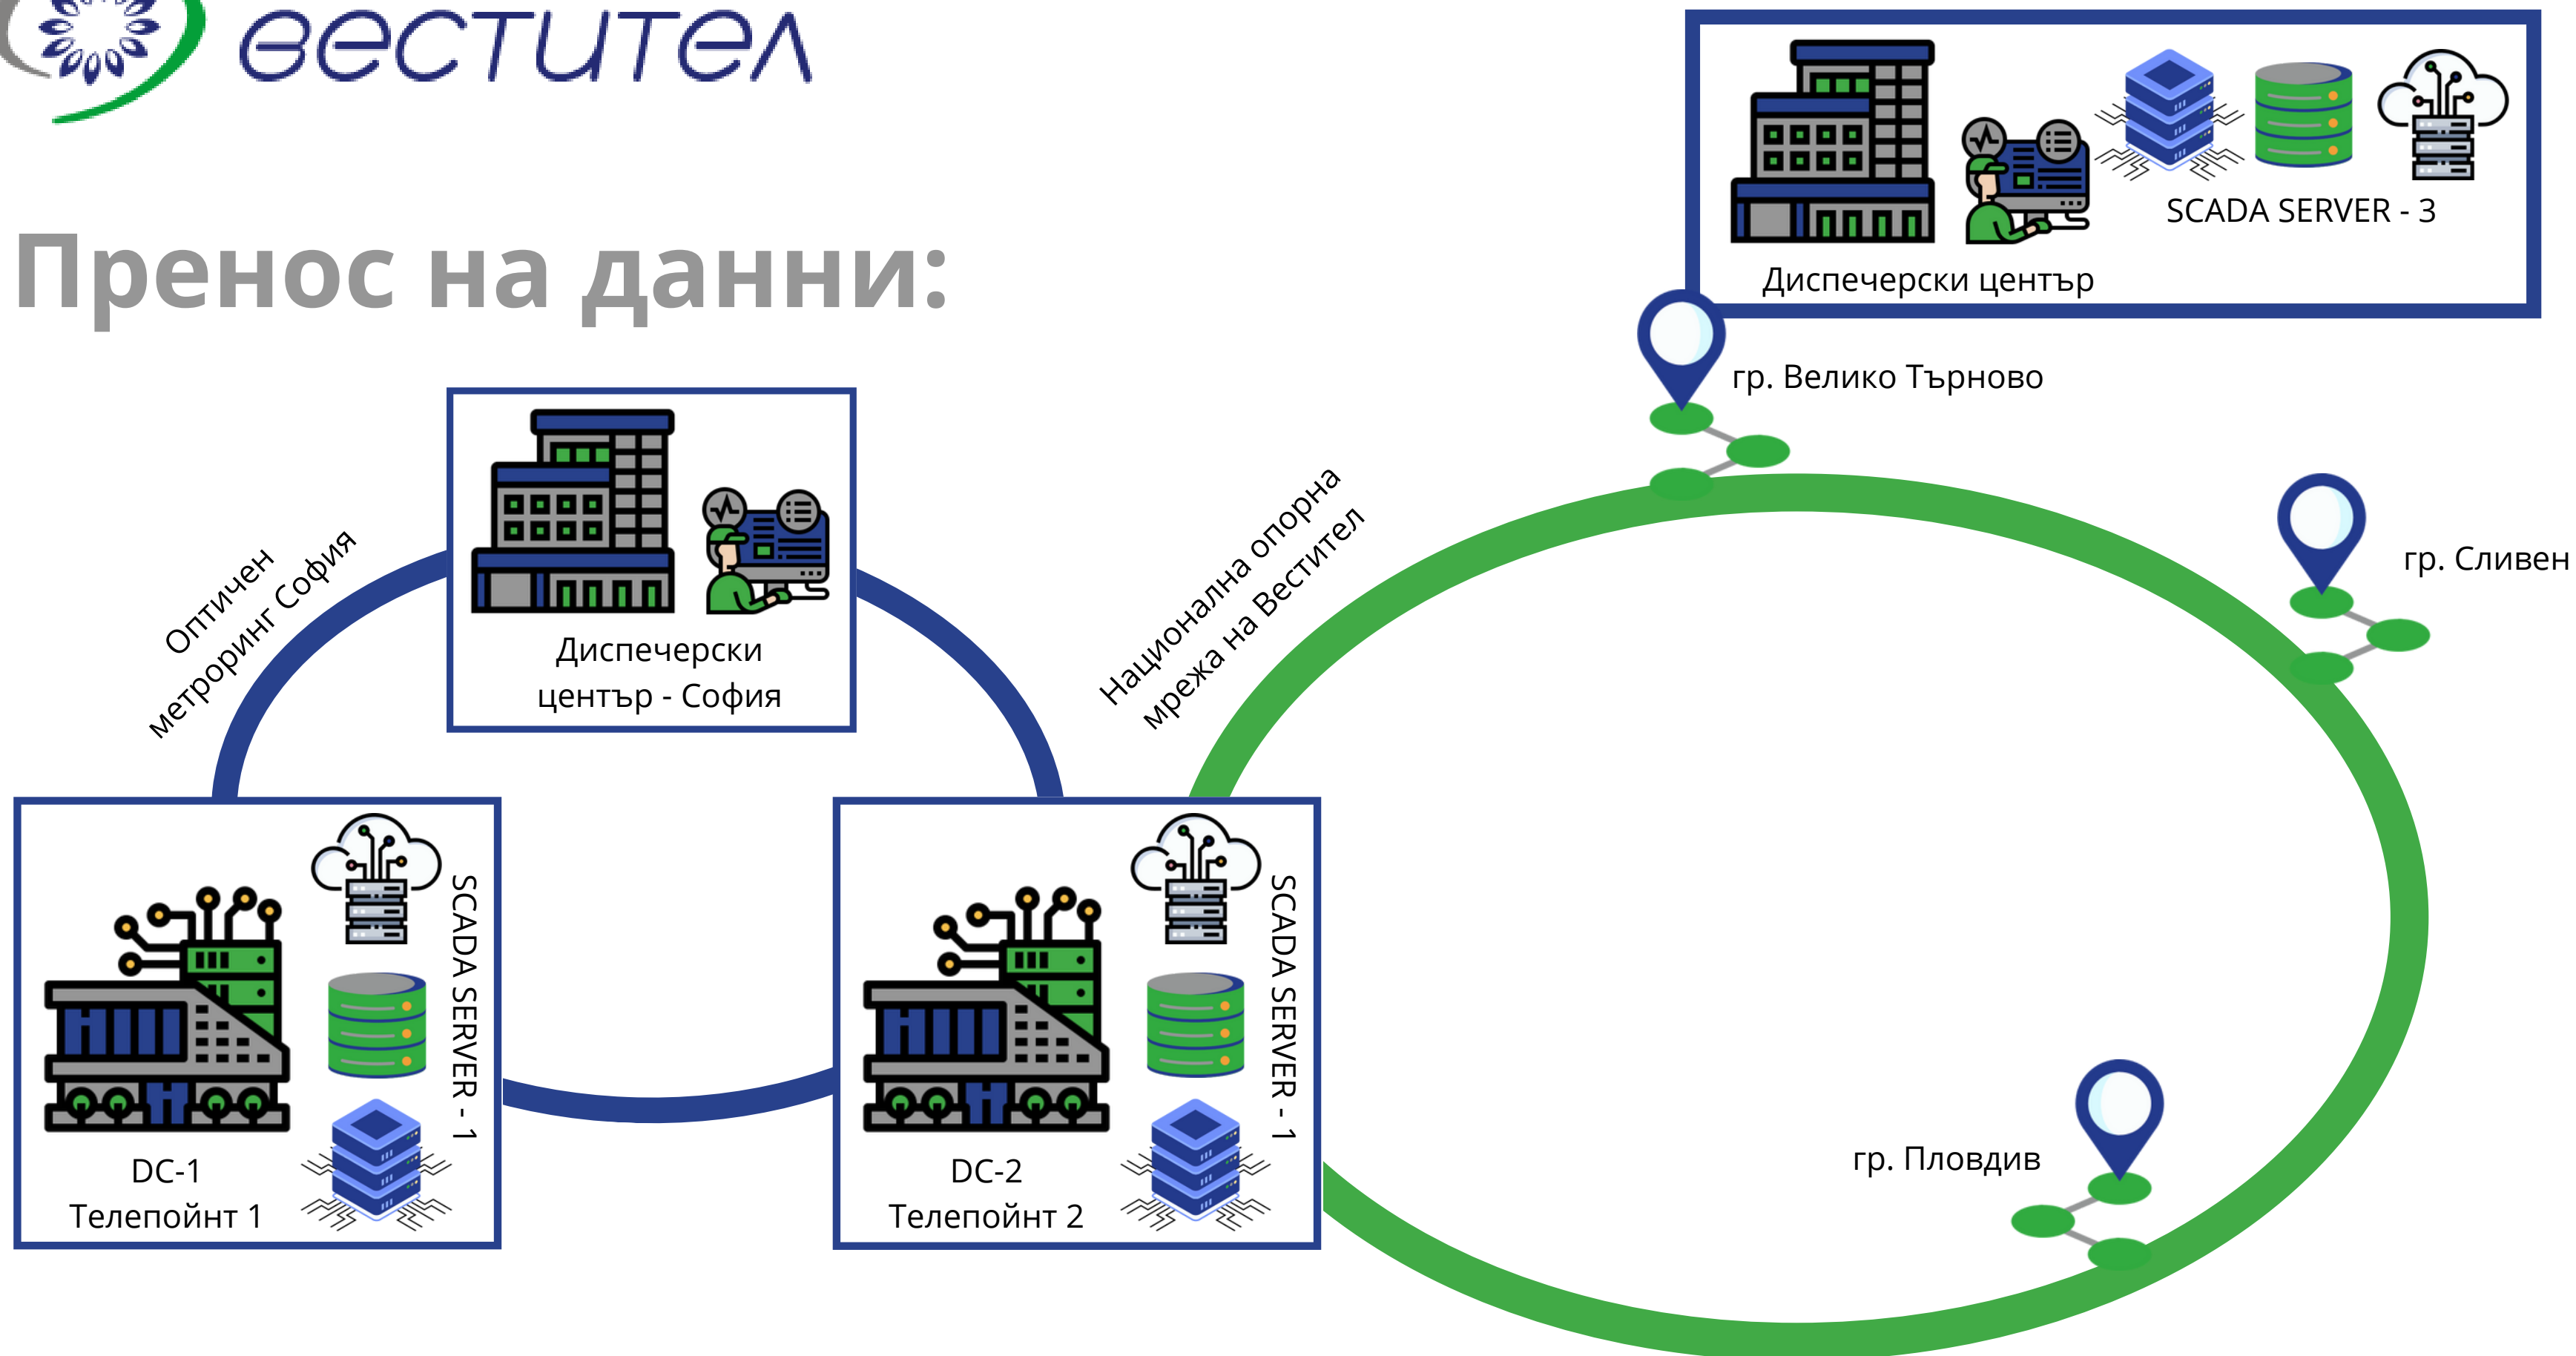 Вестител
Пренос на данни:
SCADA SERVER - 3
Диспечерски център
гр. Велико Търново
гр. Сливен
Национална опорна
мрежа на Вестител
Оптичен
метроринг София
Диспечерски
център - София
SCADA SERVER - 1
DC-1
Телепойнт 1
SCADA SERVER - 1
DC-2
Телепойнт 2
гр. Пловдив